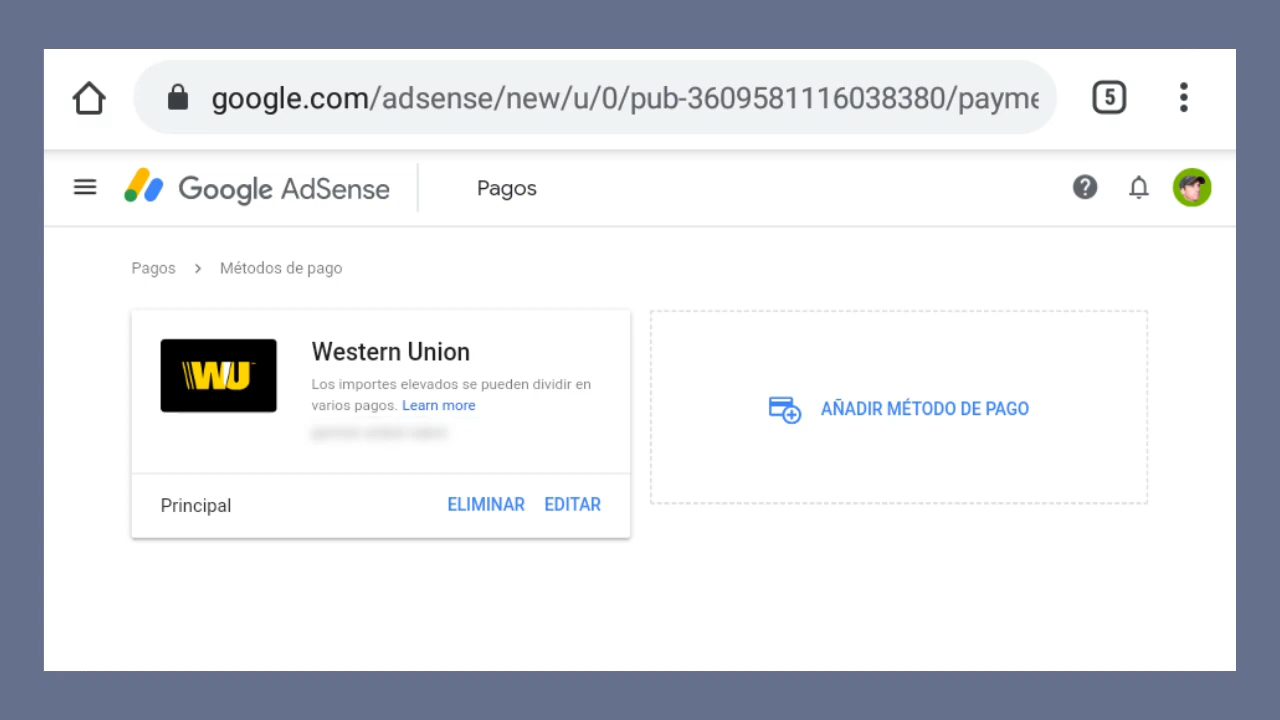 google.com/adsense/new/u/0/pub-3609581116038380/payme
5
Google AdSense
Pagos
Pagos > Métodos de pago
WU
Western Union
Los importes elevados se pueden dividir en
varios pagos. Learn more
Principal
ELIMINAR
EDITAR
AÑADIR MÉTODO DE PAGO